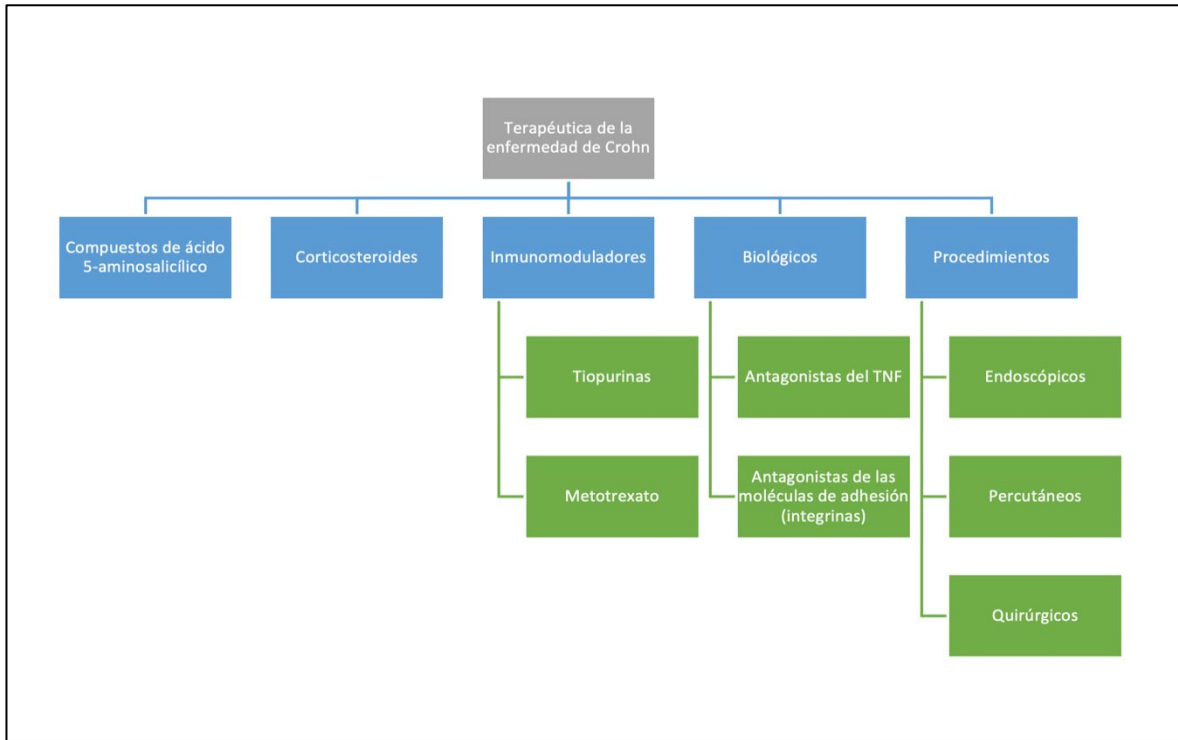 Terapéutica de la
enfermedad de Crohn
Compuestos de ácido
5-aminosalicílico
Corticosteroides
Inmunomoduladores
Biológicos
Procedimientos
Tiopurinas
Antagonistas del TNF
Endoscópicos
Metotrexato
Antagonistas de las
moléculas de adhesión
(integrinas)
Percutáneos
Quirúrgicos